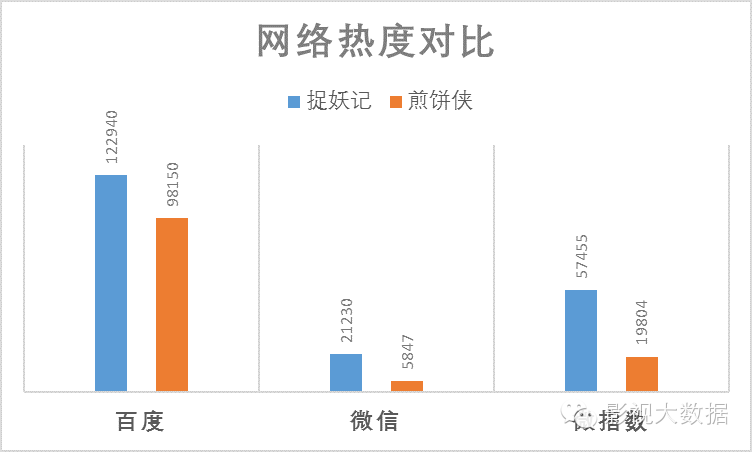 网络热度对比
捉妖记 煎饼侠
122940
98150
21230
5847
57455
19804
百度 微信 微指数
影视大数据